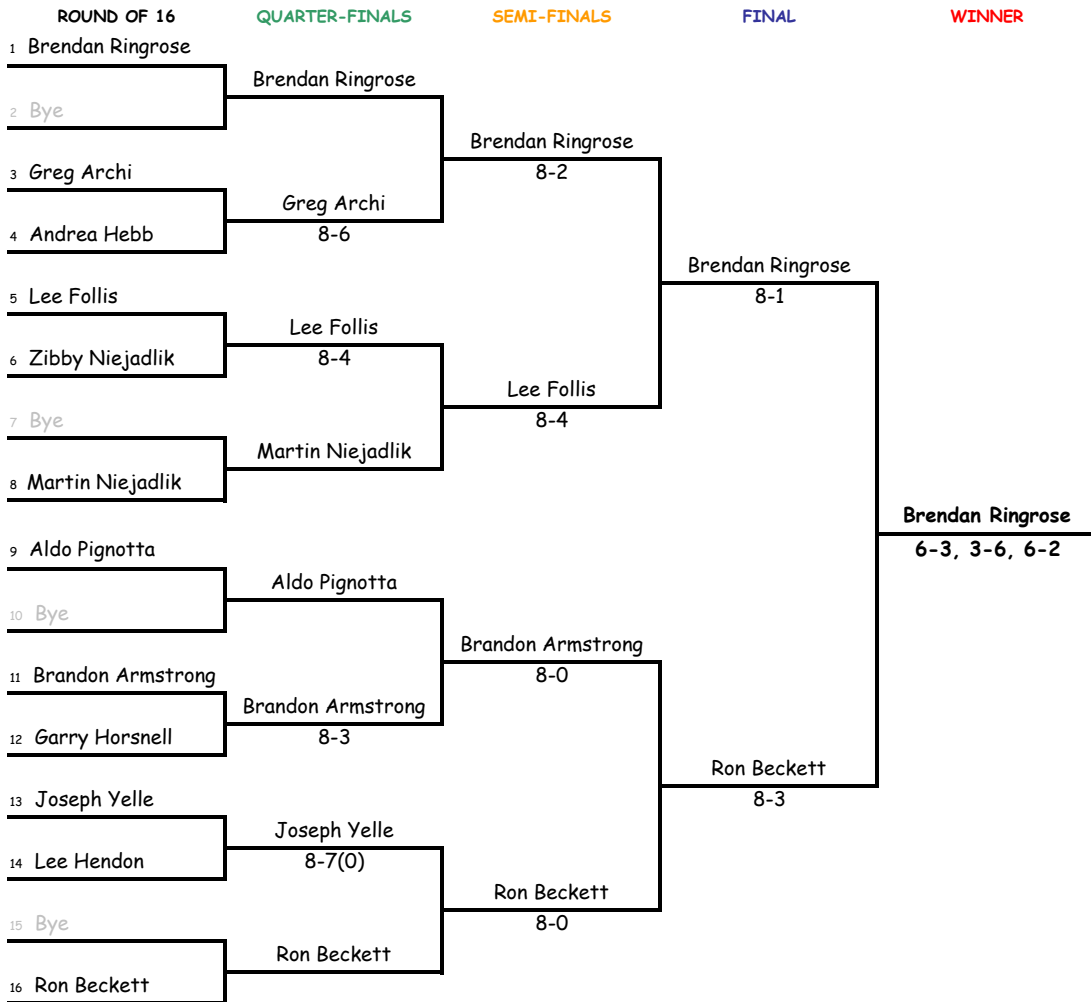 ROUND OF 16 QUARTER-FINALS SEMI-FINALS FINAL WINNER
1 Brendan Ringrose
Brendan Ringrose
2 Bye
Brendan Ringrose
8-2
3 Greg Archi
Greg Archi
8-6
4 Andrea Hebb
Brendan Ringrose
8-1
5 Lee Follis
Lee Follis
8-4
6 Zibby Niejadlik
Lee Follis
8-4
7 Bye
Martin Niejadlik
8 Martin Niejadlik
Brendan Ringrose
6-3, 3-6, 6-2
9 Aldo Pignotta
Aldo Pignotta
10 Bye
Brandon Armstrong
8-0
11 Brandon Armstrong
Brandon Armstrong
8-3
12 Garry Horsnell
Ron Beckett
8-3
13 Joseph Yelle
Joseph Yelle
8-7(0)
14 Lee Hendon
Ron Beckett
8-0
15 Bye
Ron Beckett
16 Ron Beckett